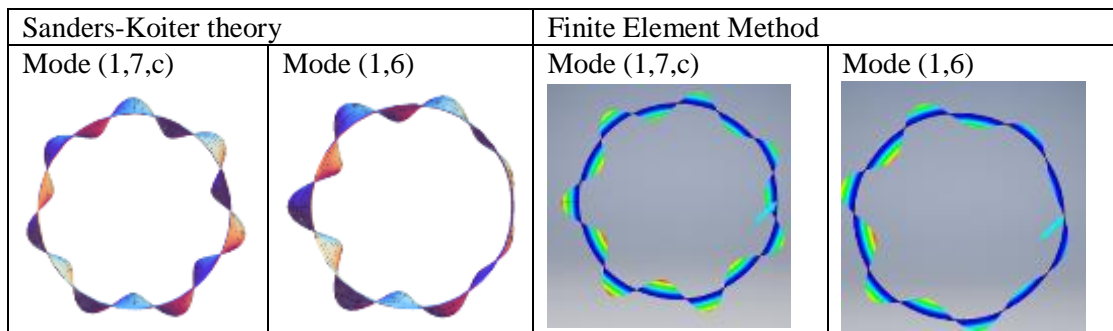 Sanders-Koiter theory
Finite Element Method
Mode (1,7,c)
Mode (1,6)
Mode (1,7,c)
Mode (1,6)